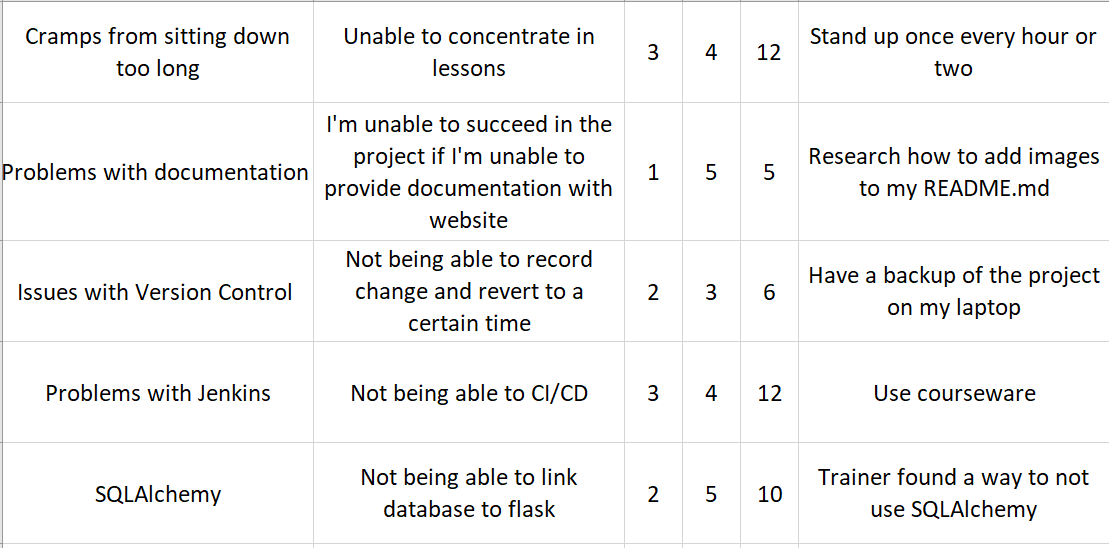 Cramps from sitting down
too long
Unable to concentrate in
lessons
3
4
12
Stand up once every hour or
two
Problems with documentation
I'm unable to succeed in the
project if I'm unable to
provide documentation with
website
1
5
5
Research how to add images
to my README.md
Issues with Version Control
Not being able to record
change and revert to a
certain time
2
3
6
Have a backup of the project
on my laptop
Problems with Jenkins
Not being able to CI/CD
3
4
12
Use courseware
SQLAlchemy
Not being able to link
database to flask
2
5
10
Trainer found a way to not
use SQLAlchemy